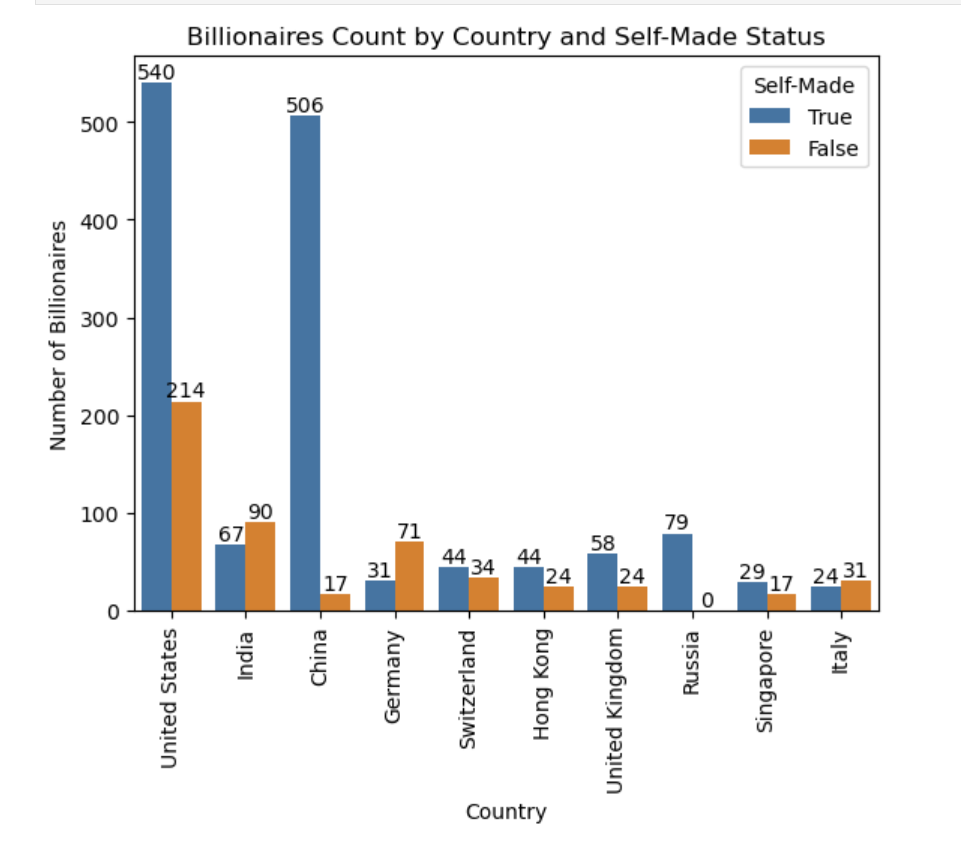 Billionaires Count by Country and Self-Made Status
Self-Made
True
False
Number of Billionaires
500
400
300
200
100
0
540
214
67
90
506
17
31
71
44
34
44
24
58
24
79
0
29
17
24
31
United States
India
China
Germany
Switzerland
Hong Kong
United Kingdom
Russia
Singapore
Italy
Country